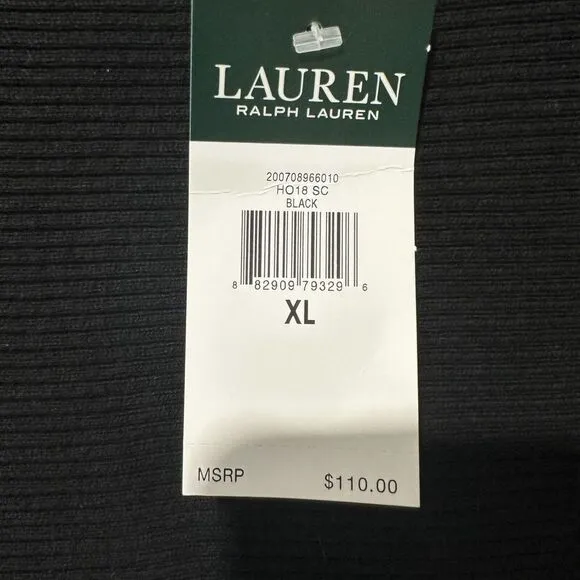 LAUREN
RALPH LAUREN
200708966010
HO18 SC
BLACK
8 82909 79329 6
XL
MSRP $110.00